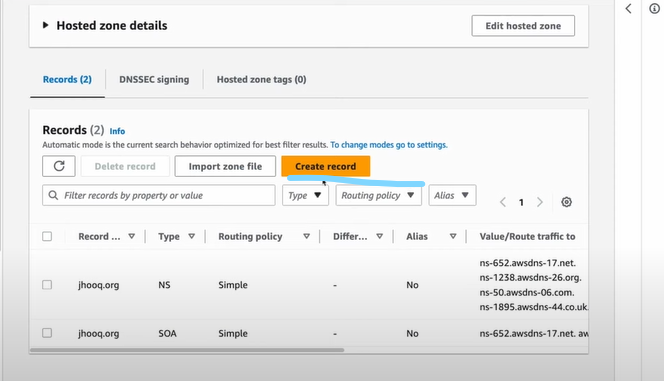 Hosted zone details
Edit hosted zone
Records (2) DNSSEC signing Hosted zone tags (0)
Records (2) Info
Automatic mode is the current search behavior optimized for best filter results. To change modes go to settings.
Delete record Import zone file Create record
Filter records by property or value Type Routing policy Alias 1
Record ... Type Routing policy Differ... Alias Value/Route traffic to
ns-652.awsdns-17.net.
ns-1238.awsdns-26.org.
jhooq.org NS Simple - No
ns-50.awsdns-06.com.
ns-1895.awsdns-44.co.uk.
jhooq.org SOA Simple - No ns-652.awsdns-17.net. aw